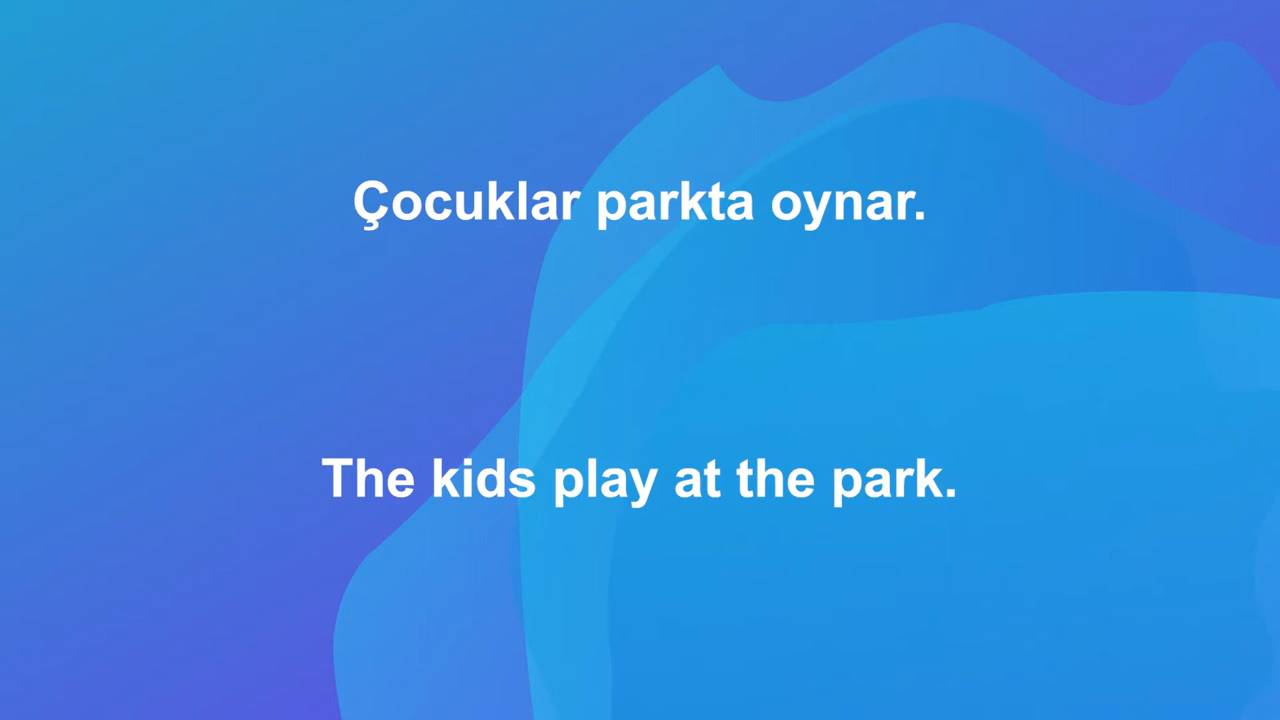 Çocuklar parkta oynar.
The kids play at the park.